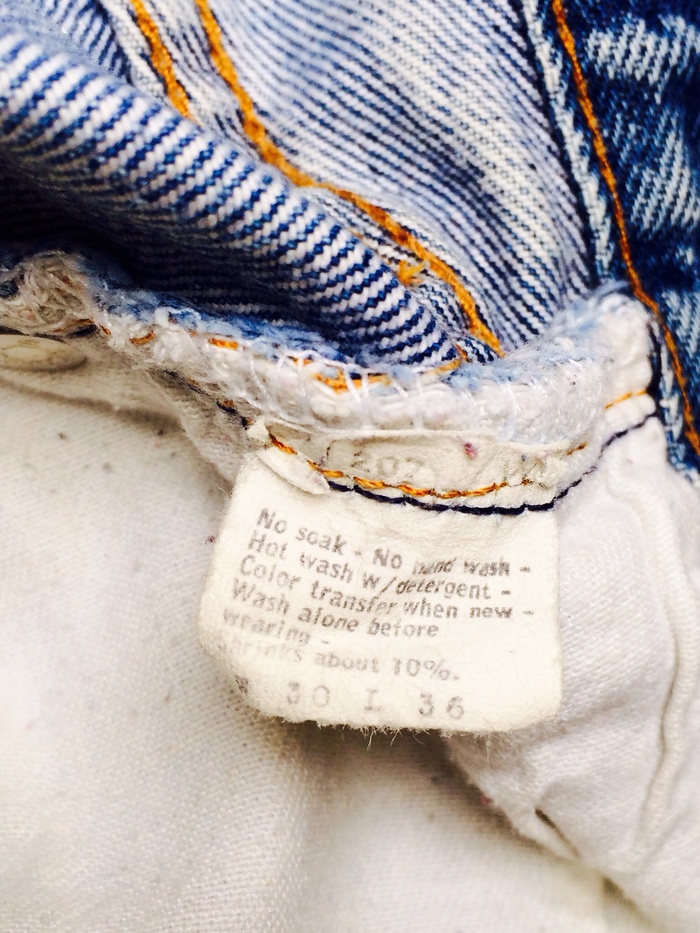 No soak - No hand wash -
Hot wash w/detergent -
Color transfer when new -
Wash alone before
wearing -
shrinks about 10%.
30 L 36